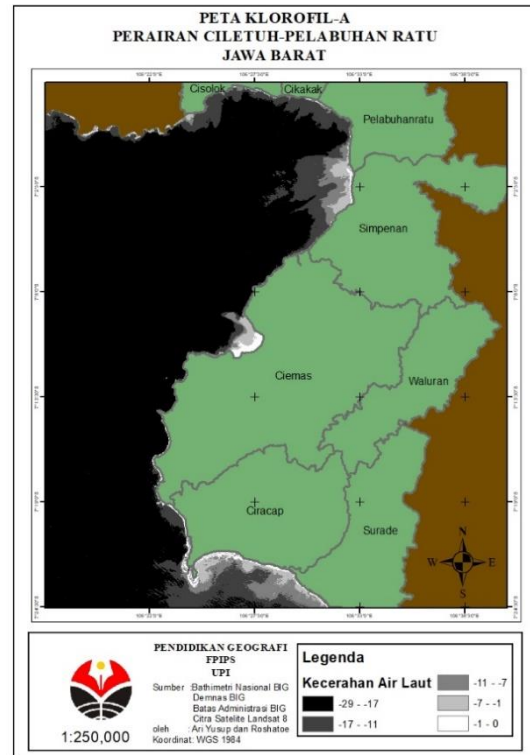 PETA KLOROFIL-A
PERAIRAN CILETUH-PELABUHAN RATU
JAWA BARAT
Cisolok
Cikakak
Pelabuhanratu
Simpenan
Ciemas
Waluran
Ciracap
Surade
N
W E
S
1:250,000
PENDIDIKAN GEOGRAFI
FPIPS
UPI
Sumber :Bathimetri Nasional BIG
Demnas BIG
Batas Administrasi BIG
Citra Satelite Landsat 8
oleh : Ari Yusup dan Roshatoe
Koordinat: WGS 1984
Legenda
Kecerahan Air Laut
-29 - -17
-17 - -11
-11 - -7
-7 - -1
-1 - 0